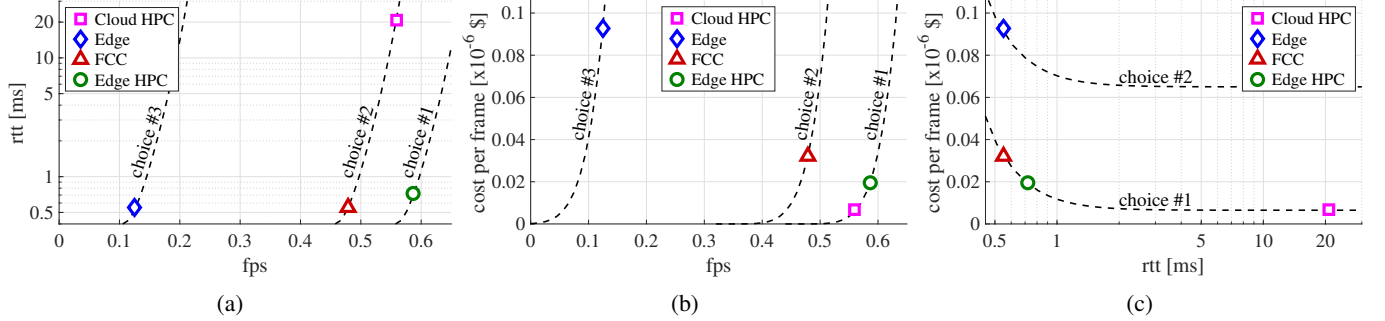 rtt [ms]
20
10
5
1
0.5
0
0.1
0.2
0.3
0.4
0.5
0.6
fps
Cloud HPC
Edge
FCC
Edge HPC
choice #3
choice #2
choice #1
(a)
cost per frame [x10⁻⁶ $]
0.1
0.08
0.06
0.04
0.02
0
0
0.1
0.2
0.3
0.4
0.5
0.6
fps
Cloud HPC
Edge
FCC
Edge HPC
choice #3
choice #2
choice #1
(b)
cost per frame [x10⁻⁶ $]
0.1
0.08
0.06
0.04
0.02
0
0.5
1
5
10
20
rtt [ms]
Cloud HPC
Edge
FCC
Edge HPC
choice #2
choice #1
(c)